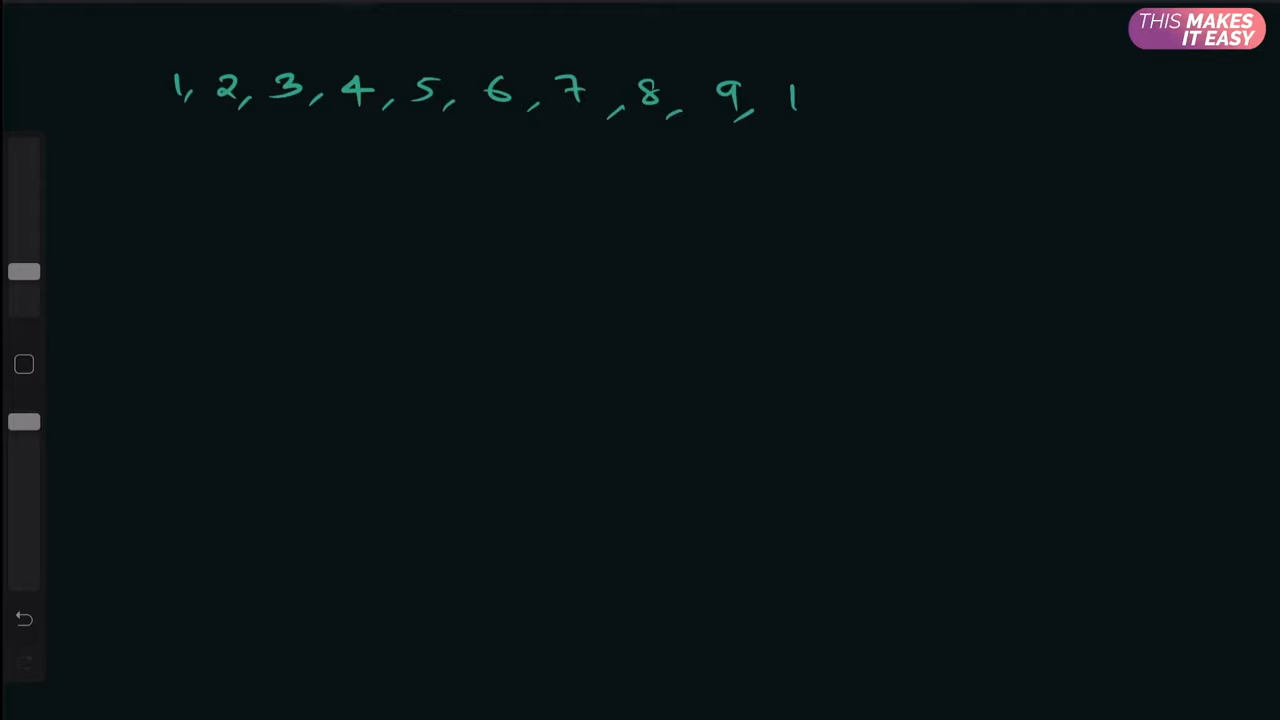 THIS MAKES
IT EASY
1, 2, 3, 4, 5, 6, 7, 8, 9, 1